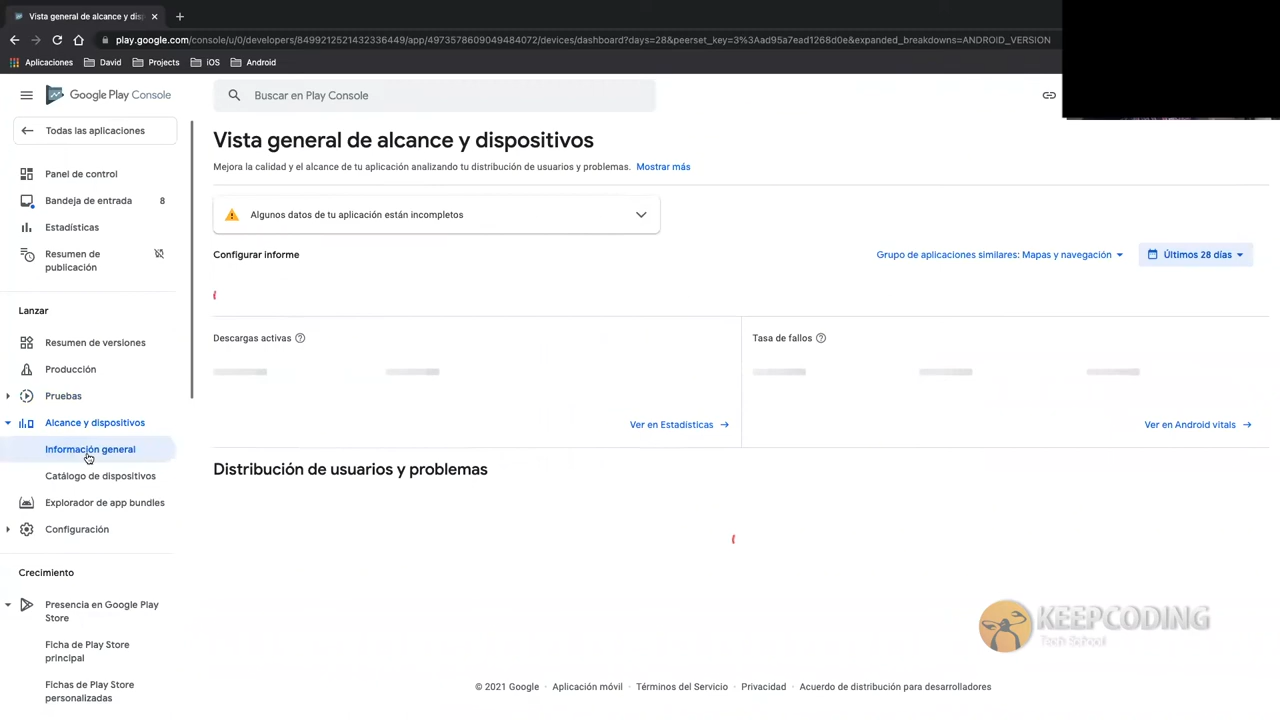 Vista general de alcance y dis
play.google.com/console/u/0/developers/8499212521432336449/app/4973578609049484072/devices/dashboard?days=28&peerset_key=3%3Aad95a7ead1268d0e&expanded_breakdowns=ANDROID_VERSION
Aplicaciones David Projects iOS Android
Google Play Console
Buscar en Play Console
Todas las aplicaciones
Panel de control
Bandeja de entrada 8
Estadísticas
Resumen de
publicación
Lanzar
Resumen de versiones
Producción
Pruebas
Alcance y dispositivos
Información general
Catálogo de dispositivos
Explorador de app bundles
Configuración
Crecimiento
Presencia en Google Play
Store
Ficha de Play Store
principal
Fichas de Play Store
personalizadas
Vista general de alcance y dispositivos
Mejora la calidad y el alcance de tu aplicación analizando tu distribución de usuarios y problemas. Mostrar más
Algunos datos de tu aplicación están incompletos
Configurar informe
Grupo de aplicaciones similares: Mapas y navegación
Últimos 28 días
Descargas activas
Ver en Estadísticas
Tasa de fallos
Ver en Android vitals
Distribución de usuarios y problemas
KEEPCODING
Tech School
© 2021 Google · Aplicación móvil · Términos del Servicio · Privacidad · Acuerdo de distribución para desarrolladores